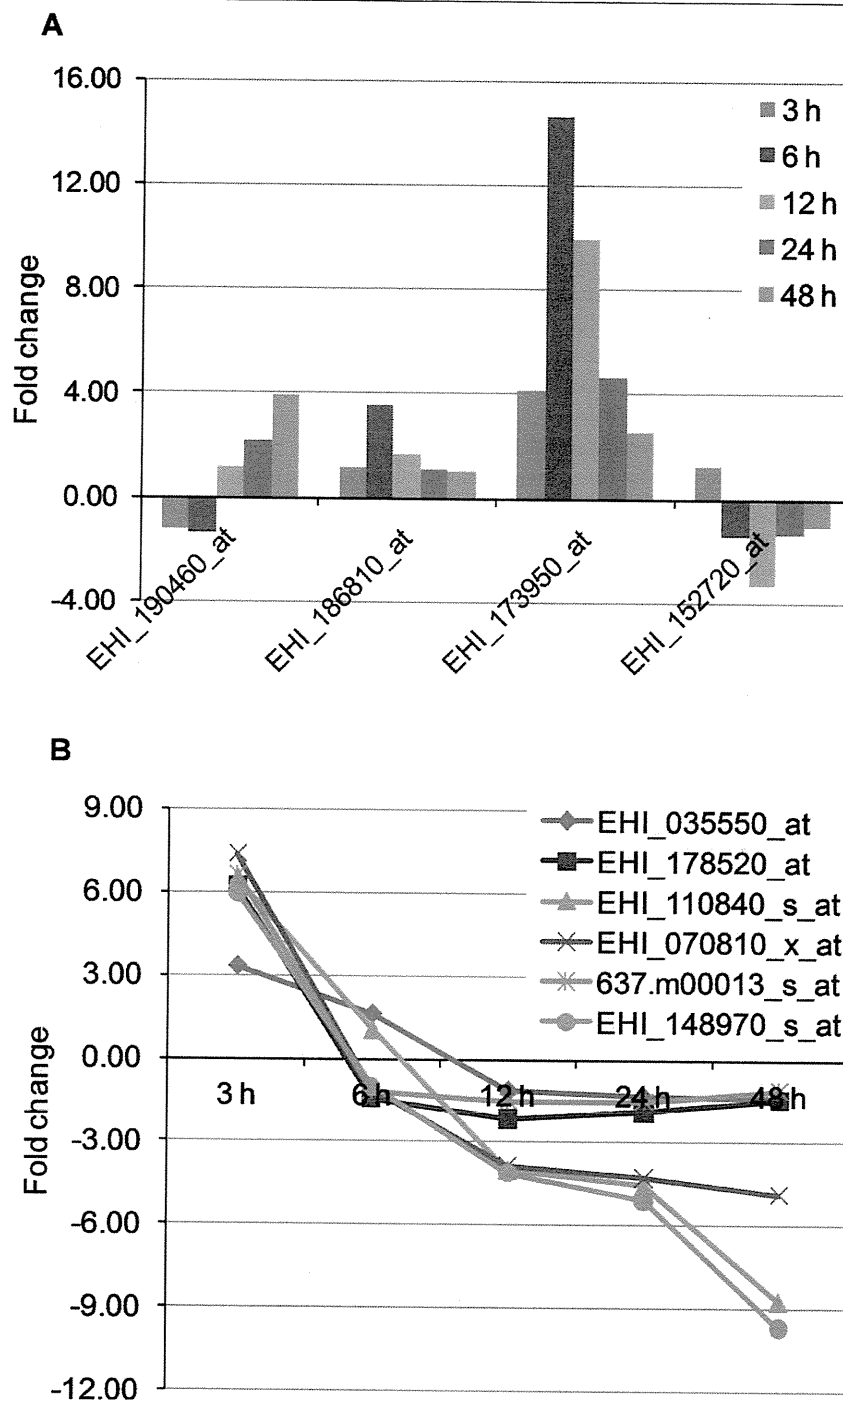 A
16.00
12.00
8.00
4.00
0.00
-4.00
Fold change
3 h
6 h
12 h
24 h
48 h
EHI_190460_at
EHI_186810_at
EHI_173950_at
EHI_152720_at
B
9.00
6.00
3.00
0.00
-3.00
-6.00
-9.00
-12.00
Fold change
EHI_035550_at
EHI_178520_at
EHI_110840_s_at
EHI_070810_x_at
637.m00013_s_at
EHI_148970_s_at
3 h
6 h
12 h
24 h
48 h